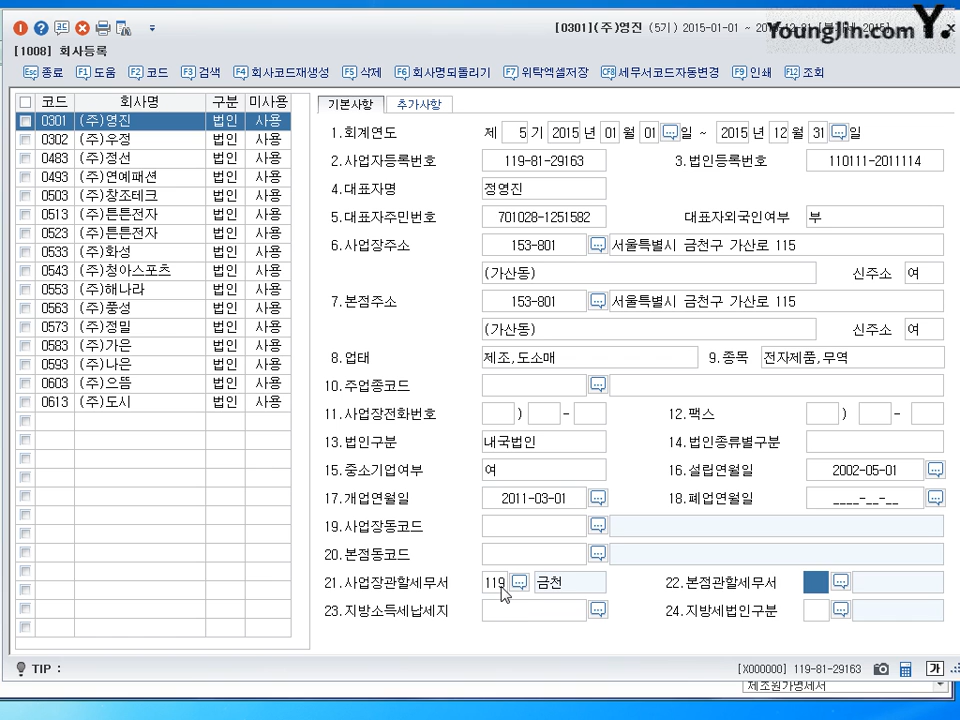 [0301](주)영진 (5기) 2015-01-01 ~
Younglin.com Y.
[1008] 회사등록
Esc 종료 F1 도움 F2 코드 F3 검색 F4 회사코드재생성 F5 삭제 F6 회사명되돌리기 F7 위탁엑셀저장 CF8 세무서코드자동변경 F9 인쇄 F12 조회
코드 회사명 구분 미사용
0301 (주)영진 법인 사용
0302 (주)우정 법인 사용
0483 (주)정선 법인 사용
0493 (주)연예패션 법인 사용
0503 (주)창조테크 법인 사용
0513 (주)튼튼전자 법인 사용
0523 (주)튼튼전자 법인 사용
0533 (주)화성 법인 사용
0543 (주)청아스포츠 법인 사용
0553 (주)해나라 법인 사용
0563 (주)풍성 법인 사용
0573 (주)정밀 법인 사용
0583 (주)가은 법인 사용
0593 (주)나은 법인 사용
0603 (주)으뜸 법인 사용
0613 (주)도시 법인 사용
기본사항 추가사항
1.회계연도 제 5 기 2015 년 01 월 01 일 ~ 2015 년 12 월 31 일
2.사업자등록번호 119-81-29163 3.법인등록번호 110111-2011114
4.대표자명 정영진
5.대표자주민번호 701028-1251582 대표자외국인여부 부
6.사업장주소 153-801 서울특별시 금천구 가산로 115
(가산동) 신주소 여
7.본점주소 153-801 서울특별시 금천구 가산로 115
(가산동) 신주소 여
8.업태 제조,도소매 9.종목 전자제품,무역
10.주업종코드
11.사업장전화번호 ) - 12.팩스 ) -
13.법인구분 내국법인 14.법인종류별구분
15.중소기업여부 여 16.설립연월일 2002-05-01
17.개업연월일 2011-03-01 18.폐업연월일 ____-__-__
19.사업장동코드
20.본점동코드
21.사업장관할세무서 119 금천 22.본점관할세무서
23.지방소득세납세지 24.지방세법인구분
TIP :
[X000000] 119-81-29163 가
제조원가명세서